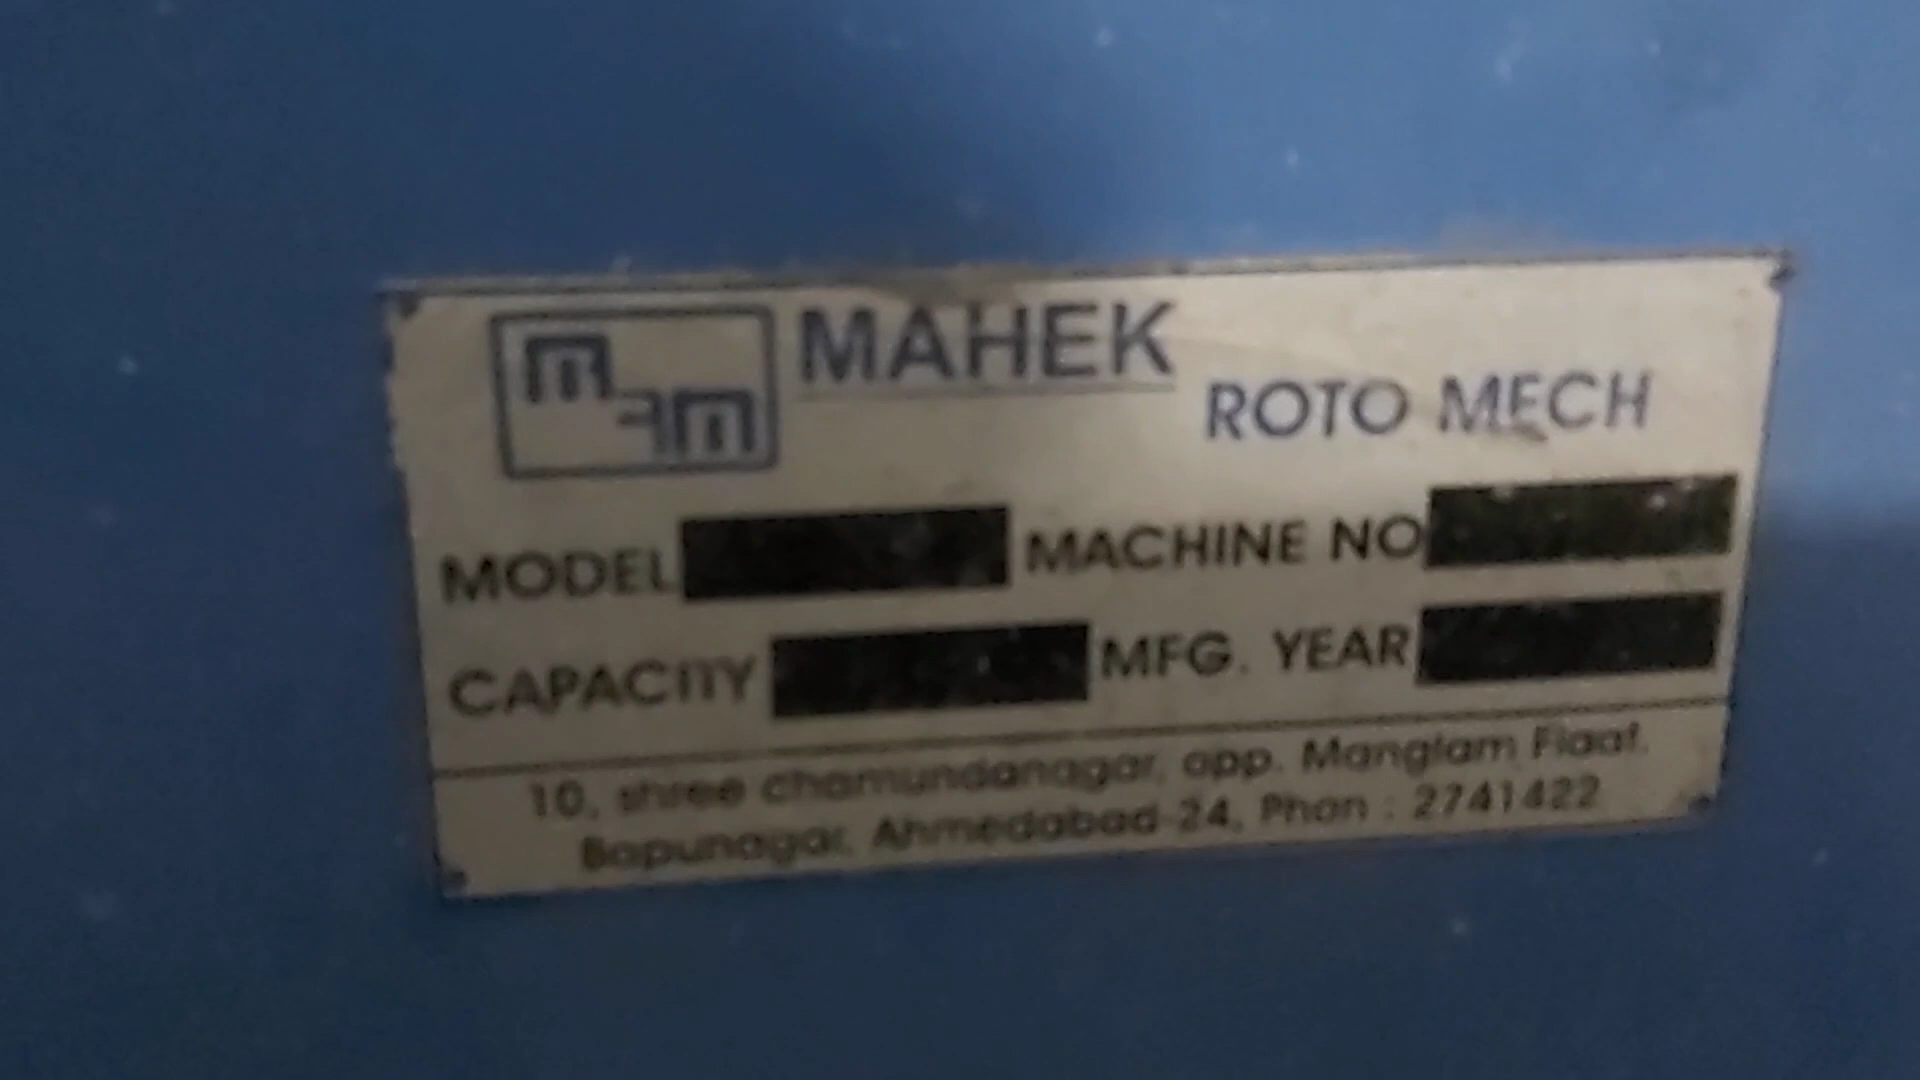 MAHEK
ROTO MECH
MODEL MACHINE NO
CAPACITY MFG. YEAR
10, shree chamundanagar, opp. Manglam Flaat.
Bapunagar, Ahmedabad-24, Phon : 2741422